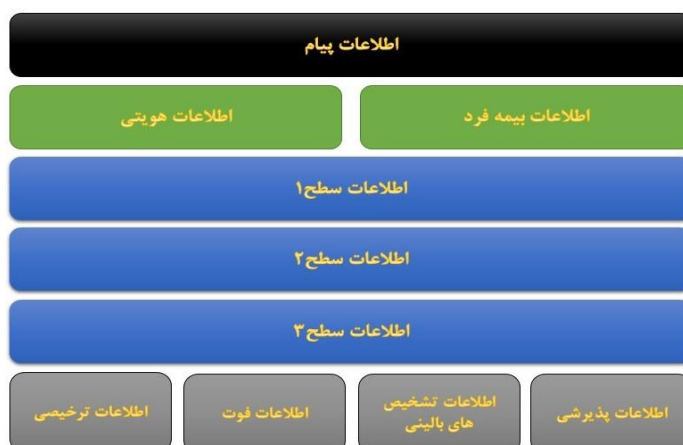 اطلاعات پیام
اطلاعات بیمه فرد
اطلاعات هویتی
اطلاعات سطح۱
اطلاعات سطح۲
اطلاعات سطح۳
اطلاعات پذیرشی
اطلاعات تشخیص
های بالینی
اطلاعات فوت
اطلاعات ترخیصی